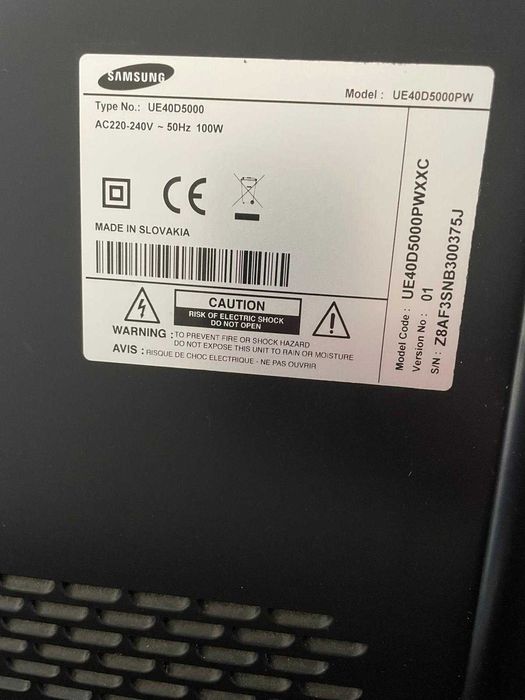 SAMSUNG
Model : UE40D5000PW
Type No.: UE40D5000
AC220-240V ~ 50Hz 100W
CE
MADE IN SLOVAKIA
CAUTION
RISK OF ELECTRIC SHOCK
DO NOT OPEN
WARNING : TO PREVENT FIRE OR SHOCK HAZARD
DO NOT EXPOSE THIS UNIT TO RAIN OR MOISTURE
AVIS : RISQUE DE CHOC ELECTRIQUE - NE PAS OUVRIR
Model Code : UE40D5000PWXXC
Version No : 01
S/N : Z8AF3SNB300375J